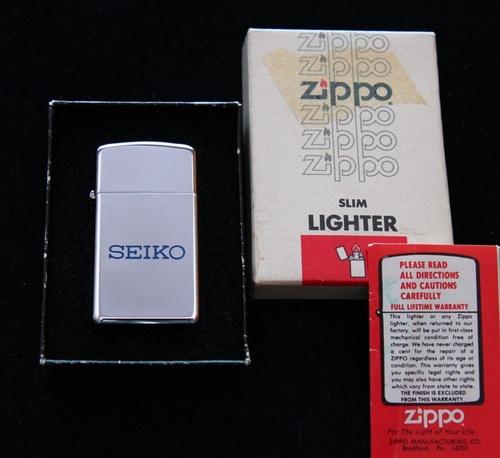 SEIKO
zippo
zippo
zippo
zippo
zippo
zippo
SLIM
LIGHTER
PLEASE READ
ALL DIRECTIONS
AND CAUTIONS
CAREFULLY
FULL LIFETIME WARRANTY
This lighter or any Zippo
lighter, when returned to our
factory, will be put in first-class
mechanical condition free of
charge. We have never charged
a cent for the repair of a
ZIPPO regardless of its age or
condition. This warranty gives
you specific legal rights and
you may also have other rights
which vary from state to state.
THE FINISH IS EXCLUDED
FROM THIS WARRANTY.
zippo
For The Light of Your Life
ZIPPO MANUFACTURING CO.
Bradford, Pa. 16701